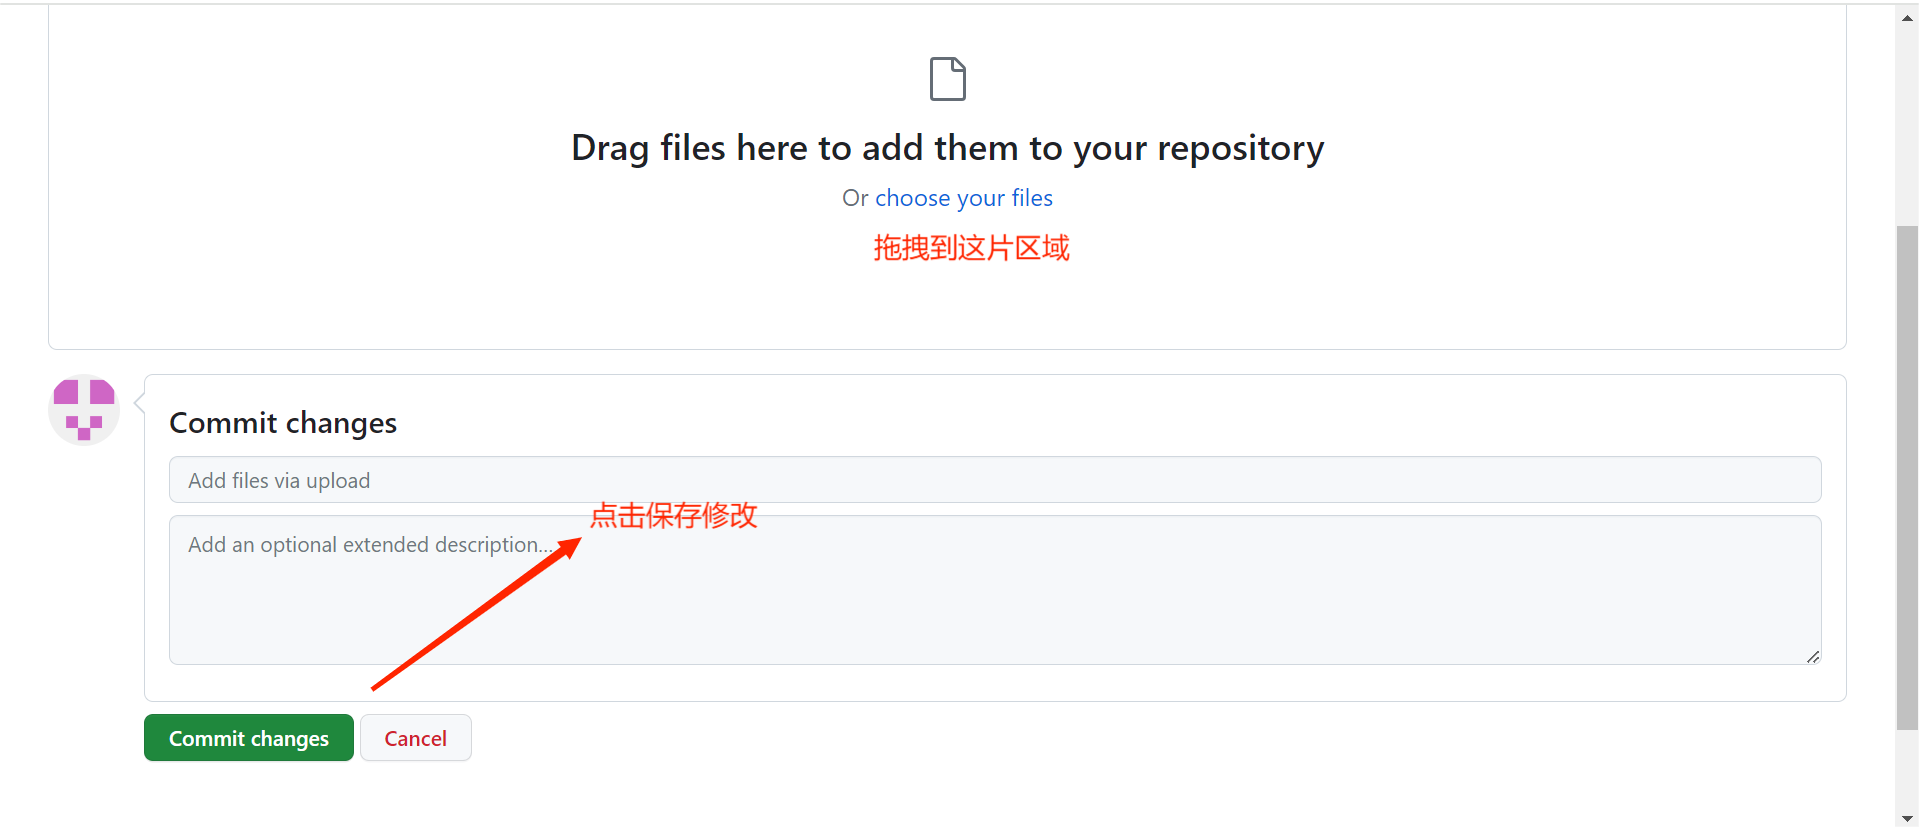 Drag files here to add them to your repository
Or choose your files
拖拽到这片区域
Commit changes
Add files via upload
点击保存修改
Add an optional extended description...
Commit changes
Cancel